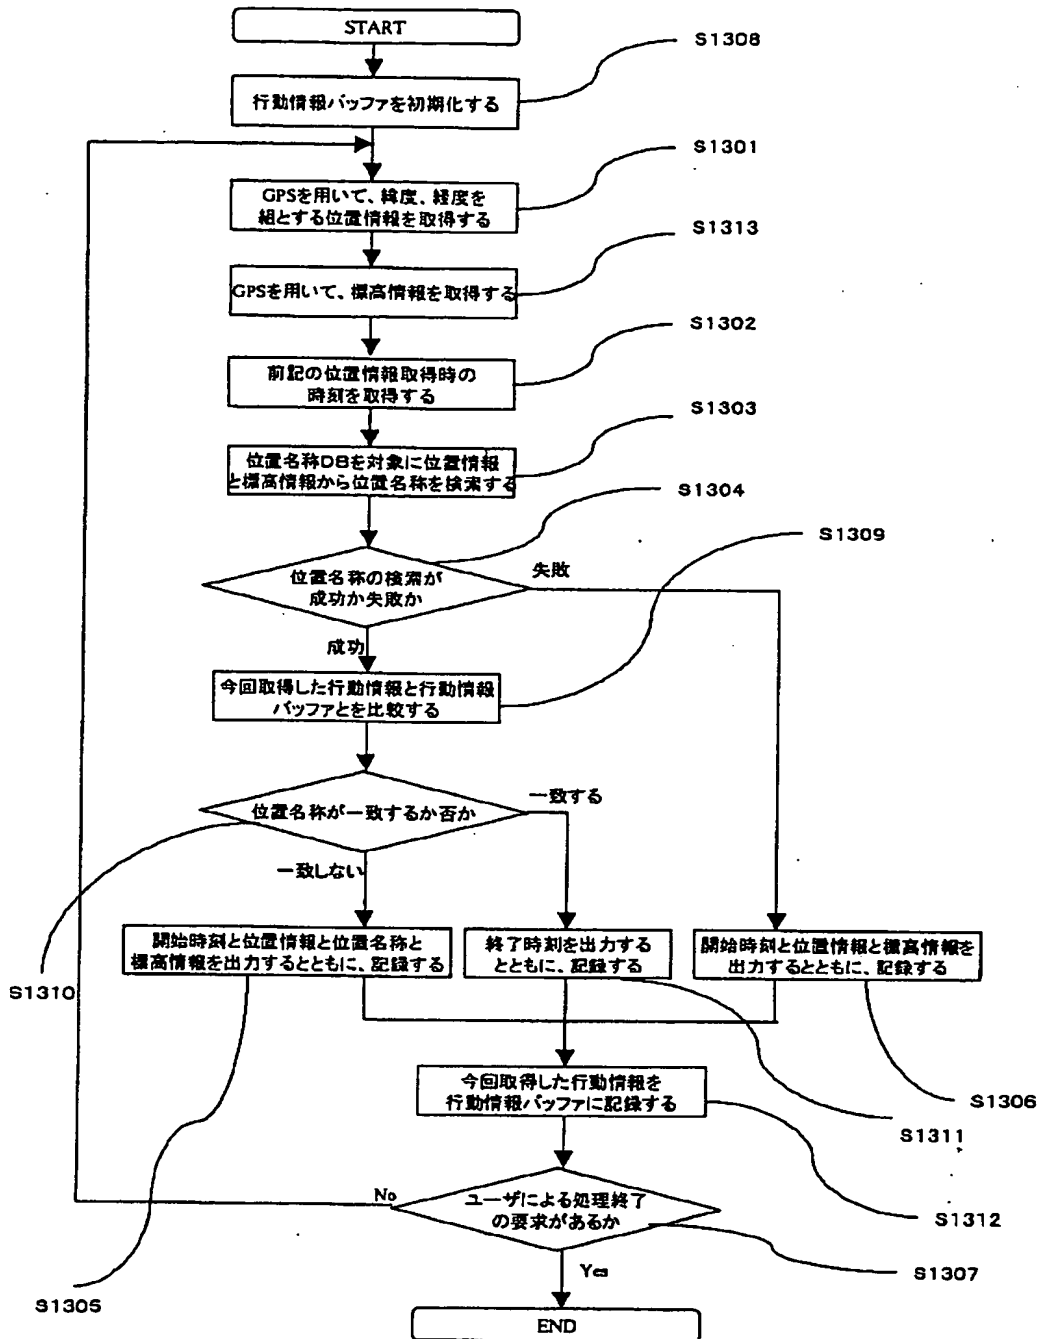 START
S1308
行動情報バッファを初期化する
S1301
GPSを用いて、緯度、経度を
組とする位置情報を取得する
S1313
GPSを用いて、標高情報を取得する
S1302
前記の位置情報取得時の
時刻を取得する
S1303
位置名称DBを対象に位置情報
と標高情報から位置名称を検索する
S1304
S1309
位置名称の検索が
成功か失敗か
失敗
成功
今回取得した行動情報と行動情報
バッファとを比較する
位置名称が一致するか否か
一致する
一致しない
開始時刻と位置情報と位置名称と
標高情報を出力するとともに、記録する
終了時刻を出力する
とともに、記録する
開始時刻と位置情報と標高情報を
出力するとともに、記録する
S1310
今回取得した行動情報を
行動情報バッファに記録する
S1306
S1311
No
ユーザによる処理終了
の要求があるか
S1312
S1307
Yes
S1305
END